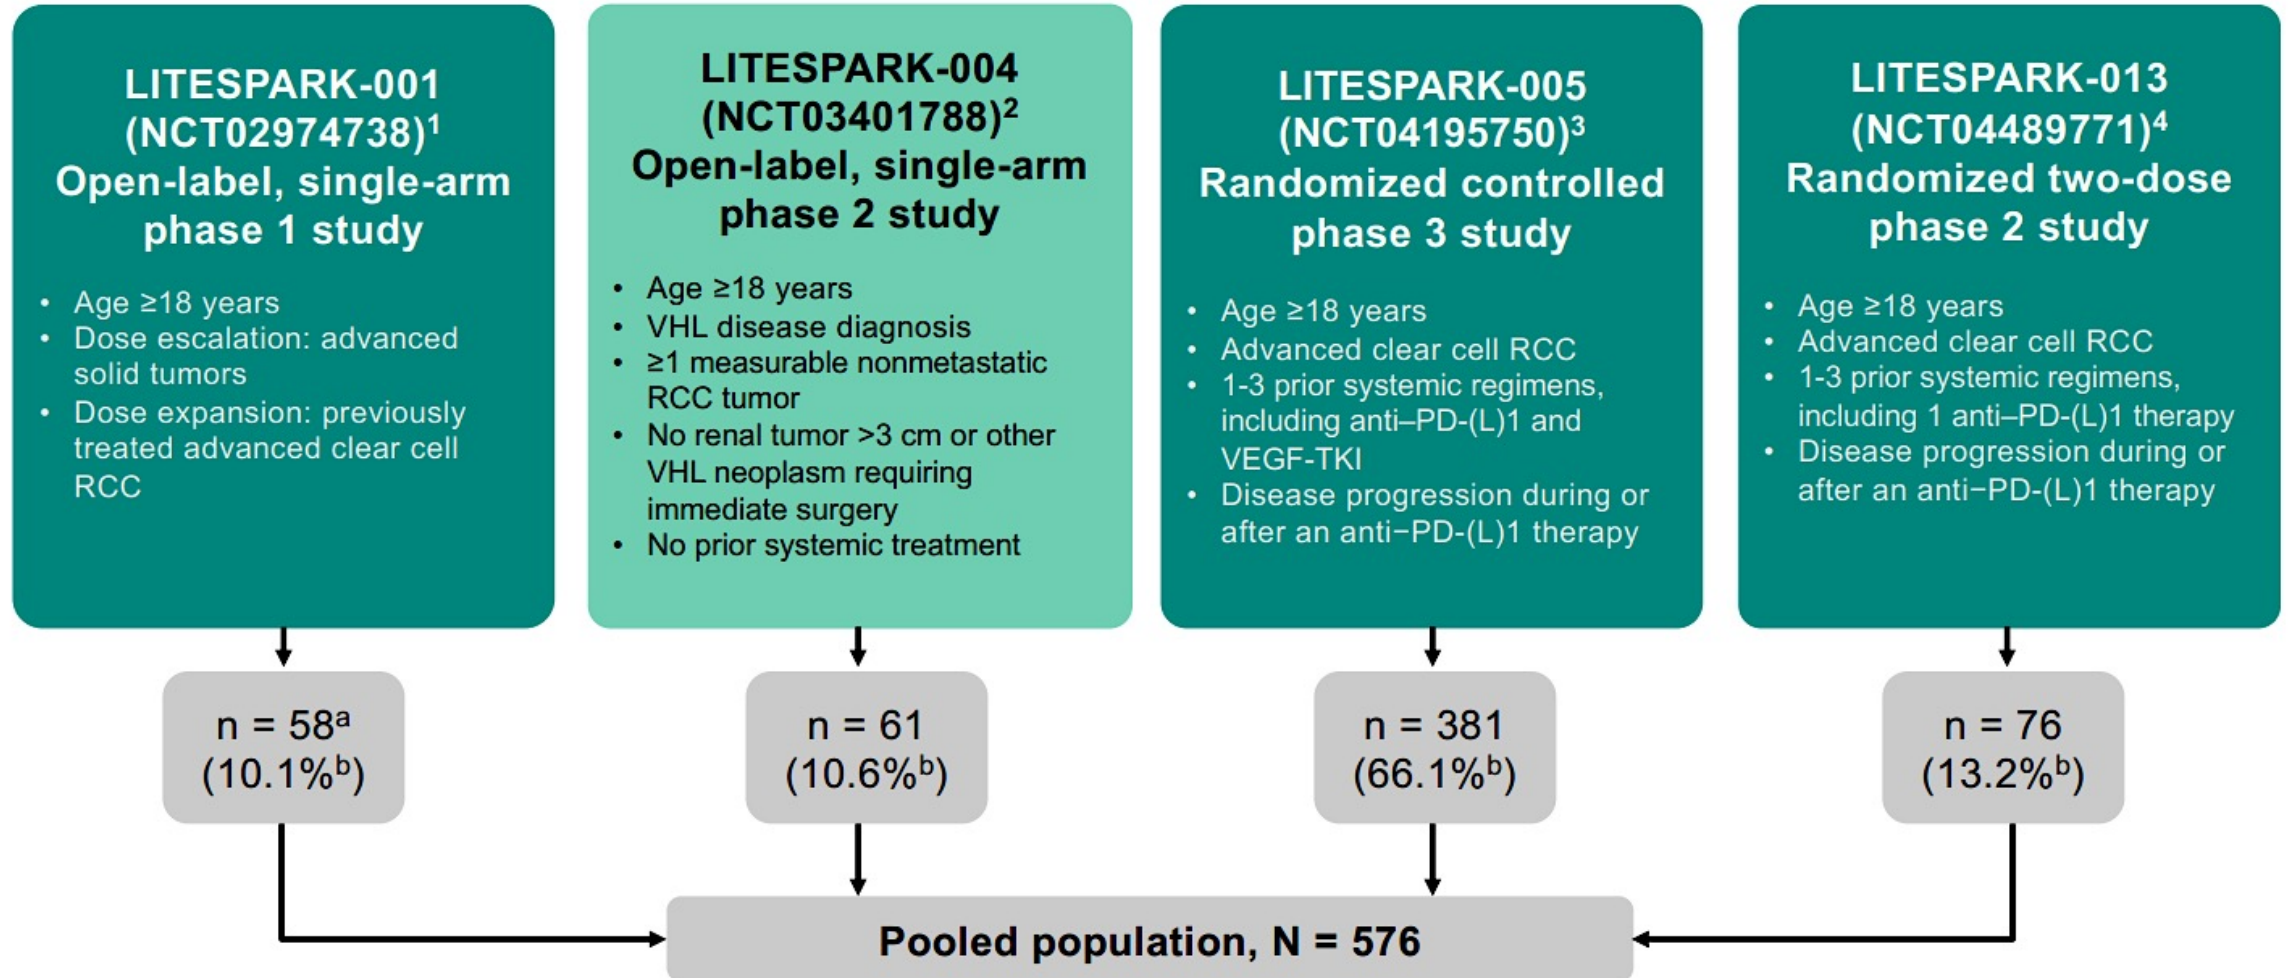 LITESPARK-001
(NCT02974738)¹
Open-label, single-arm
phase 1 study
• Age ≥18 years
• Dose escalation: advanced
solid tumors
• Dose expansion: previously
treated advanced clear cell
RCC
LITESPARK-004
(NCT03401788)²
Open-label, single-arm
phase 2 study
• Age ≥18 years
• VHL disease diagnosis
• ≥1 measurable nonmetastatic
RCC tumor
• No renal tumor >3 cm or other
VHL neoplasm requiring
immediate surgery
• No prior systemic treatment
LITESPARK-005
(NCT04195750)³
Randomized controlled
phase 3 study
• Age ≥18 years
• Advanced clear cell RCC
• 1-3 prior systemic regimens,
including anti–PD-(L)1 and
VEGF-TKI
• Disease progression during or
after an anti−PD-(L)1 therapy
LITESPARK-013
(NCT04489771)⁴
Randomized two-dose
phase 2 study
• Age ≥18 years
• Advanced clear cell RCC
• 1-3 prior systemic regimens,
including 1 anti–PD-(L)1 therapy
• Disease progression during or
after an anti−PD-(L)1 therapy
n = 58ᵃ
(10.1%ᵇ)
n = 61
(10.6%ᵇ)
n = 381
(66.1%ᵇ)
n = 76
(13.2%ᵇ)
Pooled population, N = 576